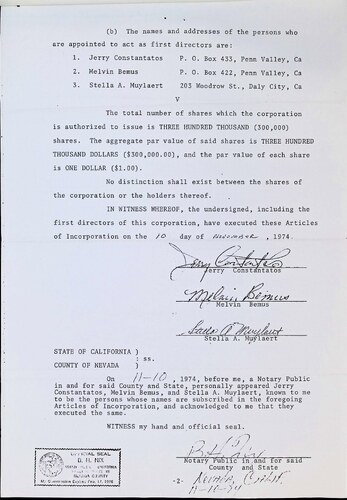 (b) The names and addresses of the persons who
are appointed to act as first directors are:
1. Jerry Constantatos P. O. Box 433, Penn Valley, Ca
2. Melvin Bemus P. O. Box 422, Penn Valley, Ca
3. Stella A. Muylaert 203 Woodrow St., Daly City, Ca
V
The total number of shares which the corporation
is authorized to issue is THREE HUNDRED THOUSAND (300,000)
shares. The aggregate par value of said shares is THREE HUNDRED
THOUSAND DOLLARS ($300,000.00), and the par value of each share
is ONE DOLLAR ($1.00).
No distinction shall exist between the shares of
the corporation or the holders thereof.
IN WITNESS WHEREOF, the undersigned, including the
first directors of this corporation, have executed these Articles
of Incorporation on the 10 day of , 1974.
Jerry Constantatos
Jerry Constantatos
Melvin Bemus
Melvin Bemus
Stella A Muylaert
Stella A. Muylaert
STATE OF CALIFORNIA )
: ss.
COUNTY OF NEVADA )
On 11-10, 1974, before me, a Notary Public
in and for said County and State, personally appeared Jerry
Constantatos, Melvin Bemus, and Stella A. Muylaert, known to me
to be the persons whose names are subscribed in the foregoing
Articles of Incorporation, and acknowledged to me that they
executed the same.
WITNESS my hand and official seal.
Notary Public in and for said
County and State
OFFICIAL SEAL
D. H. NIX
-2-